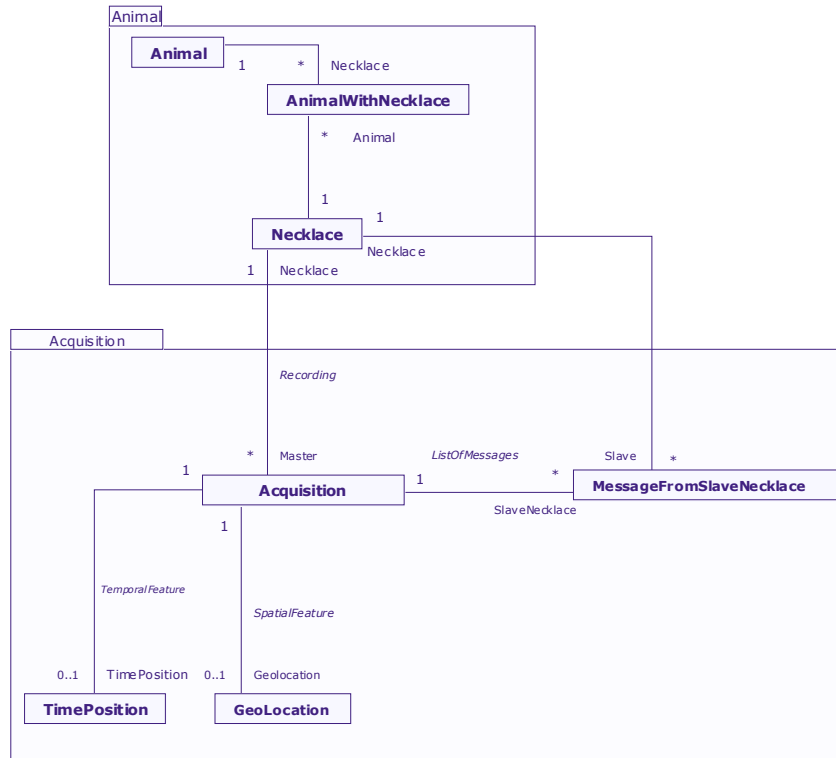 Animal
Animal
1
* Necklace
AnimalWithNecklace
* Animal
1
1
Necklace
Necklace
1 Necklace
Acquisition
Recording
* Master
ListOfMessages
Slave *
1
1
*
Acquisition
MessageFromSlaveNecklace
SlaveNecklace
1
TemporalFeature
SpatialFeature
0..1 TimePosition
0..1 Geolocation
TimePosition
GeoLocation